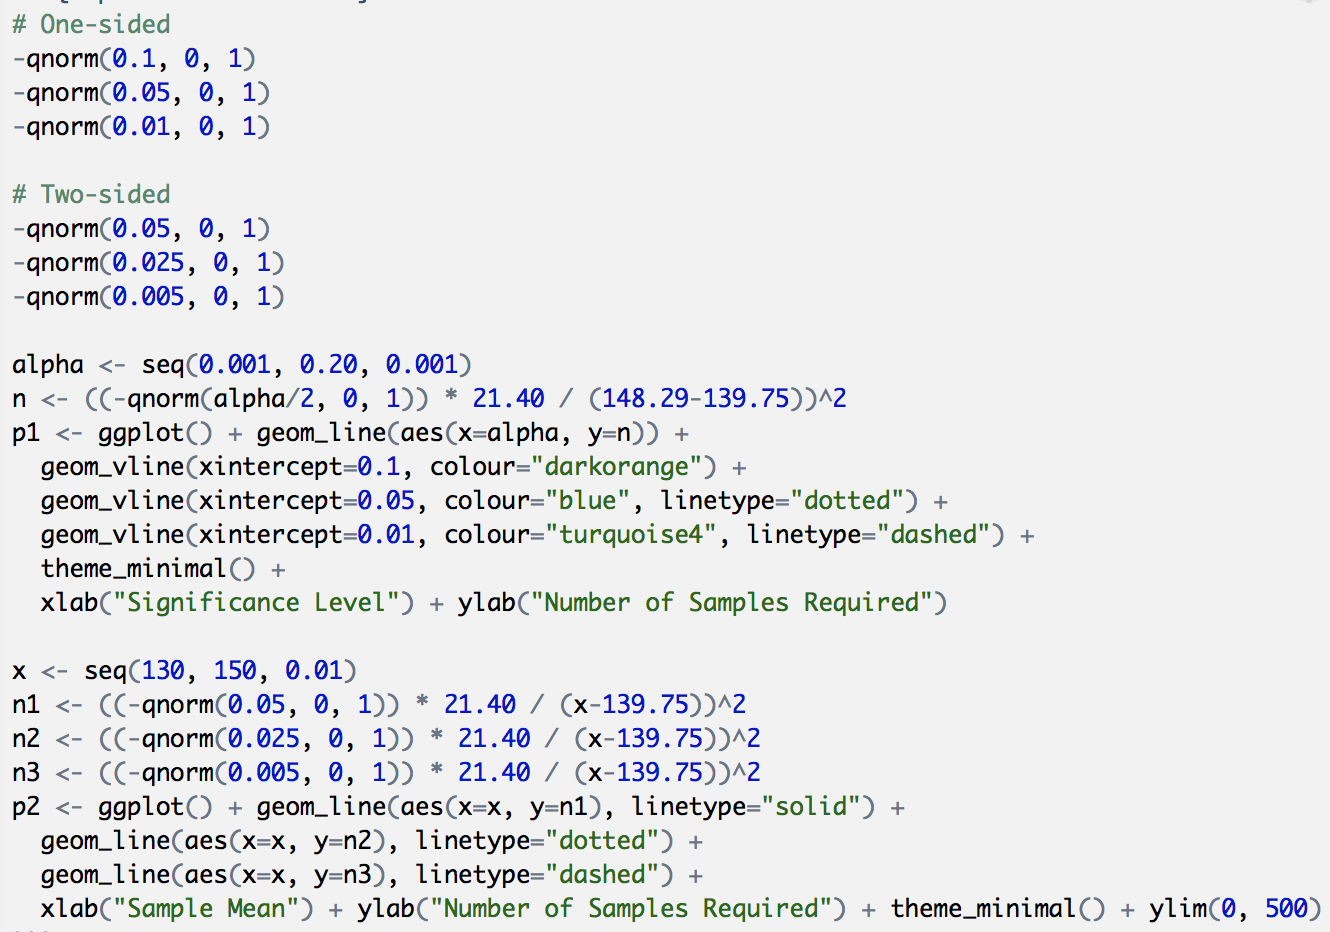 # One-sided
-qnorm(0.1, 0, 1)
-qnorm(0.05, 0, 1)
-qnorm(0.01, 0, 1)

# Two-sided
-qnorm(0.05, 0, 1)
-qnorm(0.025, 0, 1)
-qnorm(0.005, 0, 1)

alpha <- seq(0.001, 0.20, 0.001)
n <- ((-qnorm(alpha/2, 0, 1)) * 21.40 / (148.29-139.75))^2
p1 <- ggplot() + geom_line(aes(x=alpha, y=n)) +
  geom_vline(xintercept=0.1, colour="darkorange") +
  geom_vline(xintercept=0.05, colour="blue", linetype="dotted") +
  geom_vline(xintercept=0.01, colour="turquoise4", linetype="dashed") +
  theme_minimal() +
  xlab("Significance Level") + ylab("Number of Samples Required")

x <- seq(130, 150, 0.01)
n1 <- ((-qnorm(0.05, 0, 1)) * 21.40 / (x-139.75))^2
n2 <- ((-qnorm(0.025, 0, 1)) * 21.40 / (x-139.75))^2
n3 <- ((-qnorm(0.005, 0, 1)) * 21.40 / (x-139.75))^2
p2 <- ggplot() + geom_line(aes(x=x, y=n1), linetype="solid") +
  geom_line(aes(x=x, y=n2), linetype="dotted") +
  geom_line(aes(x=x, y=n3), linetype="dashed") +
  xlab("Sample Mean") + ylab("Number of Samples Required") + theme_minimal() + ylim(0, 500)